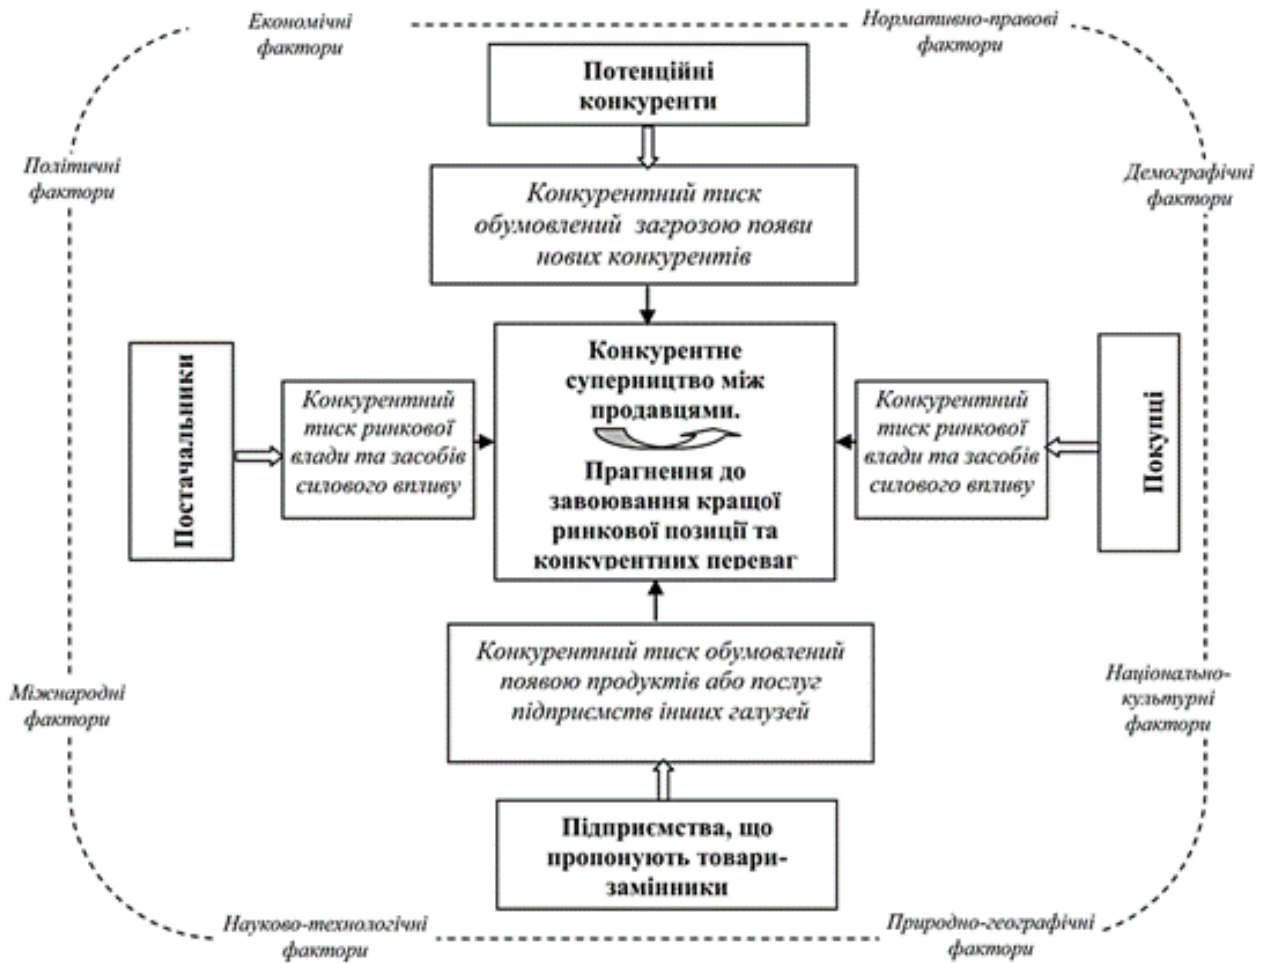 Економічні
фактори
Нормативно-правові
фактори
Потенційні
конкуренти
Політичні
фактори
Демографічні
фактори
Конкурентний тиск
обумовлений загрозою появи
нових конкурентів
Постачальники
Конкурентний
тиск ринкової
влади та засобів
силового впливу
Конкурентне
суперництво між
продавцями.
Прагнення до
завоювання кращої
ринкової позиції та
конкурентних переваг
Конкурентний
тиск ринкової
влади та засобів
силового впливу
Покупці
Конкурентний тиск обумовлений
появою продуктів або послуг
підприємств інших галузей
Міжнародні
фактори
Національно-
культурні
фактори
Підприємства, що
пропонують товари-
замінники
Науково-технологічні
фактори
Природно-географічні
фактори